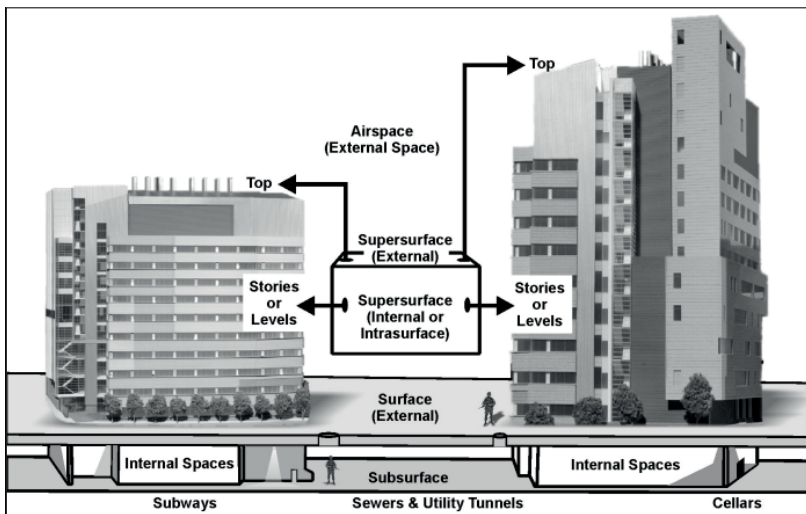 Top
Airspace
(External Space)
Top
Supersurface
(External)
Stories
or
Levels
Supersurface
(Internal or
Intrasurface)
Stories
or
Levels
Surface
(External)
Internal Spaces
Subsurface
Internal Spaces
Subways
Sewers & Utility Tunnels
Cellars